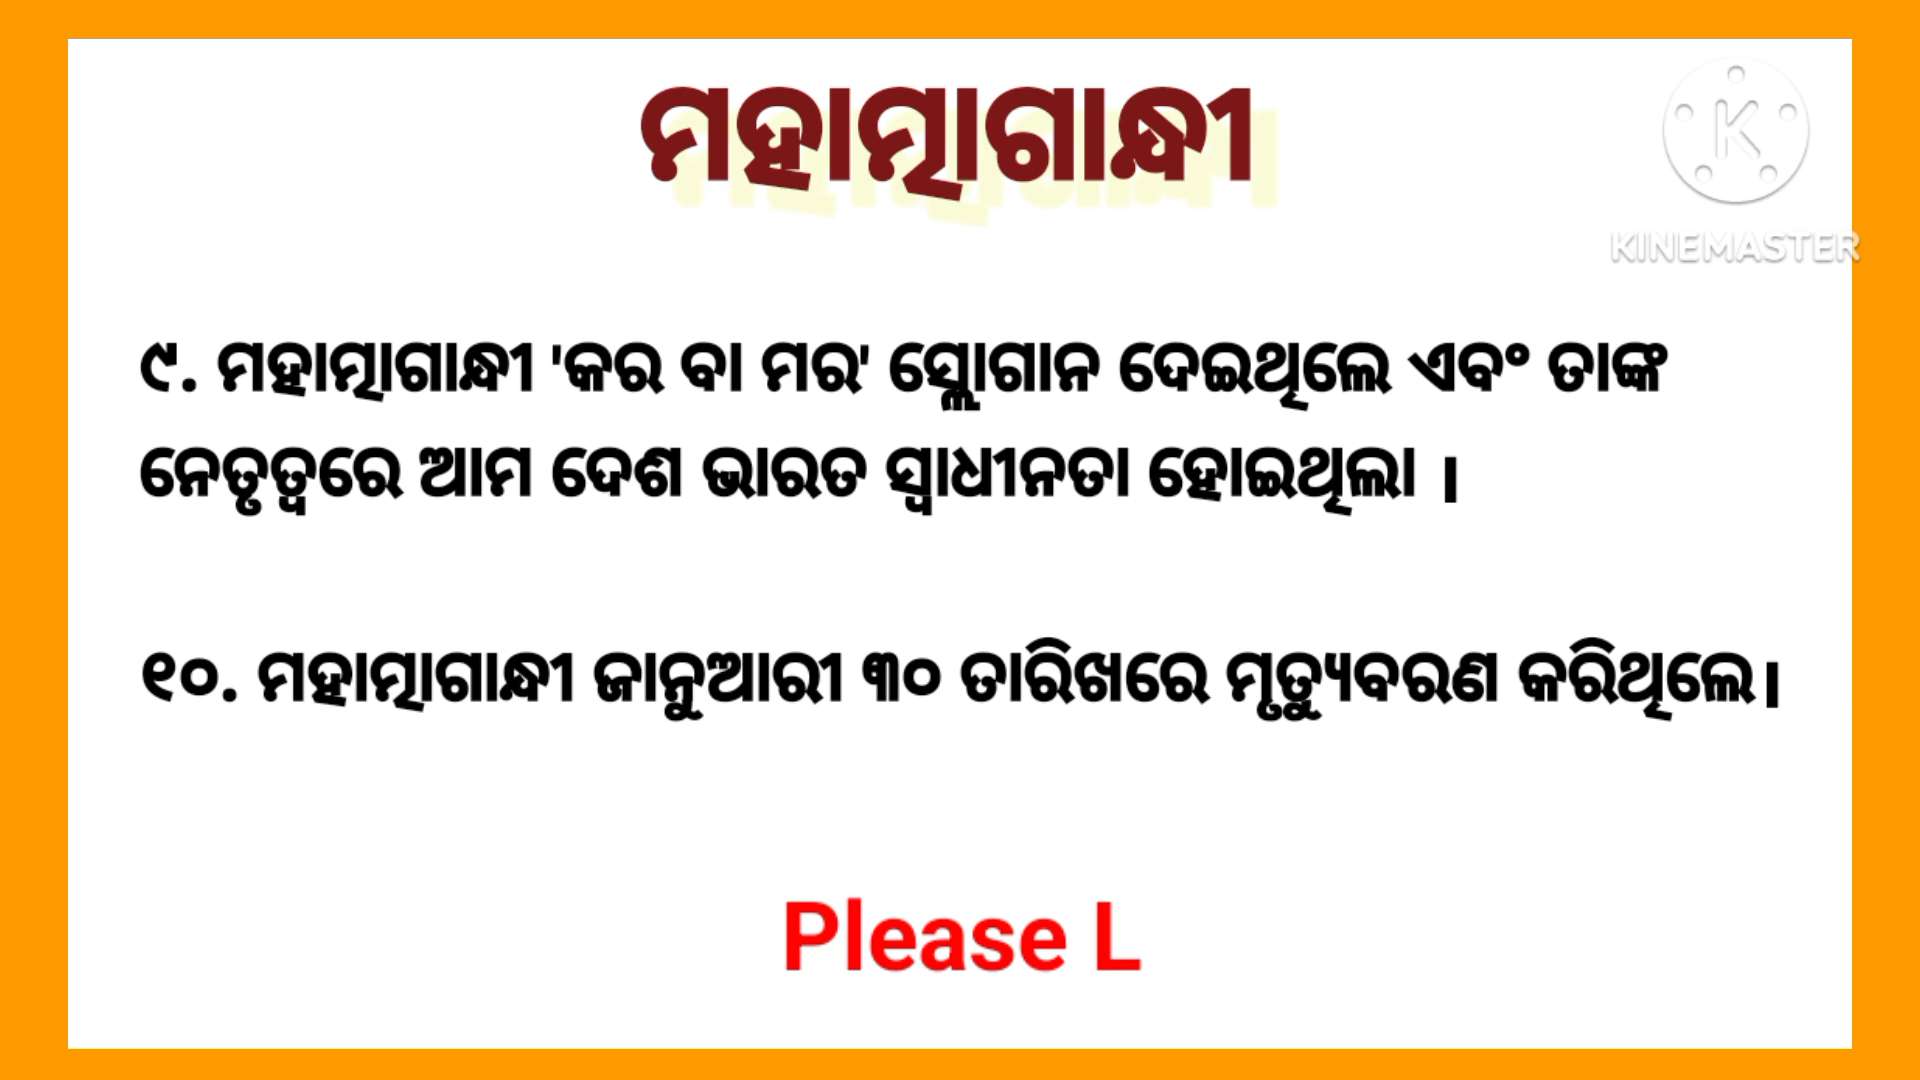 ମହାତ୍ମାଗାନ୍ଧୀ
KINEMASTER
୯. ମହାତ୍ମାଗାନ୍ଧୀ 'କର ବା ମର' ସ୍ଲୋଗାନ ଦେଇଥିଲେ ଏବଂ ତାଙ୍କ
ନେତୃତ୍ୱରେ ଆମ ଦେଶ ଭାରତ ସ୍ୱାଧୀନତା ହୋଇଥିଲା ।
୧୦. ମହାତ୍ମାଗାନ୍ଧୀ ଜାନୁଆରୀ ୩୦ ତାରିଖରେ ମୃତ୍ୟୁବରଣ କରିଥିଲେ।
Please L